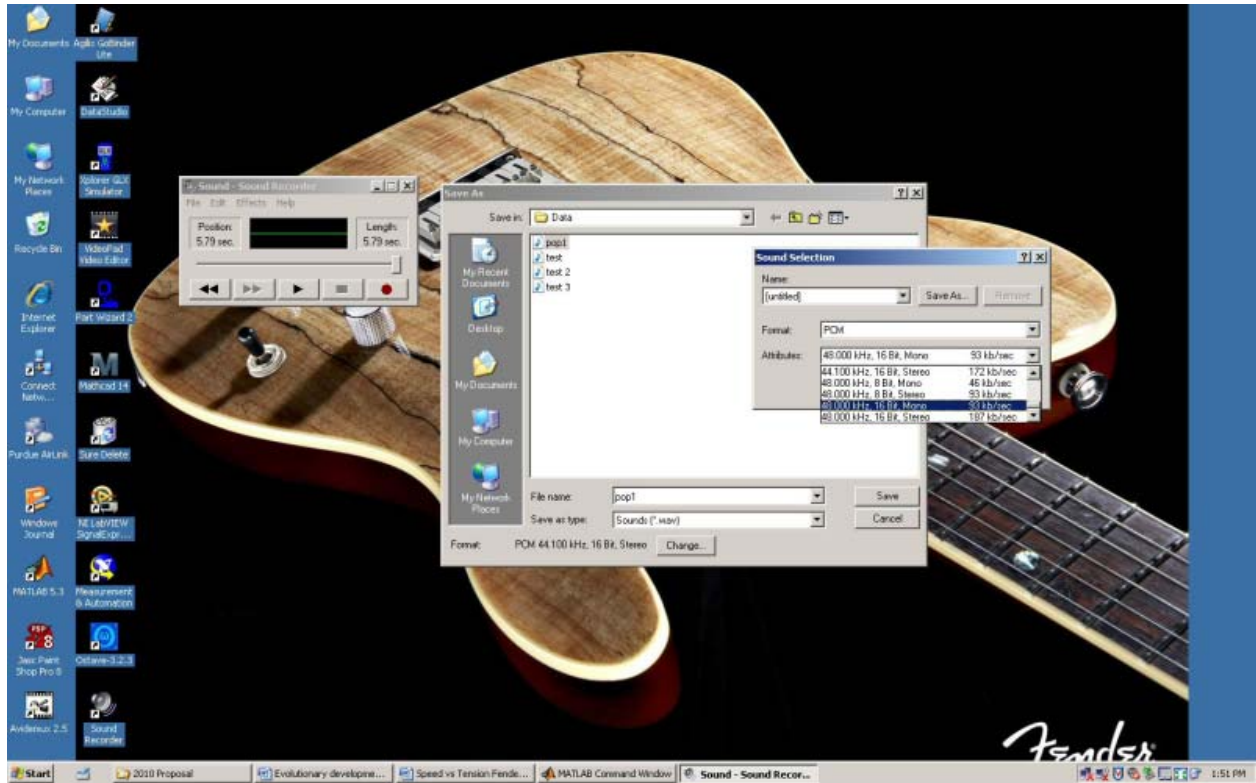 My Documents
Agilix GoBinder Lite
My Computer
DataStudio
My Network Places
Xplorer GLX Simulator
Recycle Bin
VideoPad Video Editor
Internet Explorer
Part Wizard 2
Connect Netw...
Mathcad 14
Purdue AirLink
Sure Delete
Windows Journal
NI LabVIEW SignalExpr...
MATLAB 5.3
Measurement & Automation
PSP 8
Jasc Paint Shop Pro 8
Octave-3.2.3
Avidemux 2.5
Sound Recorder
Sound - Sound Recorder
File Edit Effects Help
Position: Length:
5.79 sec. 5.79 sec.
Save As
Save in: Data
My Recent Documents
Desktop
My Documents
My Computer
My Network Places
pop1
test
test 2
test 3
File name: pop1 Save
Save as type: Sounds (*.wav) Cancel
Format: PCM 44.100 kHz, 16 Bit, Stereo Change...
Sound Selection
Name:
[untitled] Save As... Remove
Format: PCM
Attributes: 48.000 kHz, 16 Bit, Mono 93 kb/sec
44.100 kHz, 16 Bit, Stereo 172 kb/sec
48.000 kHz, 8 Bit, Mono 46 kb/sec
48.000 kHz, 8 Bit, Stereo 93 kb/sec
48.000 kHz, 16 Bit, Mono 93 kb/sec
48.000 kHz, 16 Bit, Stereo 187 kb/sec
Fender
Start 2010 Proposal Evolutionary developme... Speed vs Tension Fende... MATLAB Command Window Sound - Sound Recor... 1:51 PM